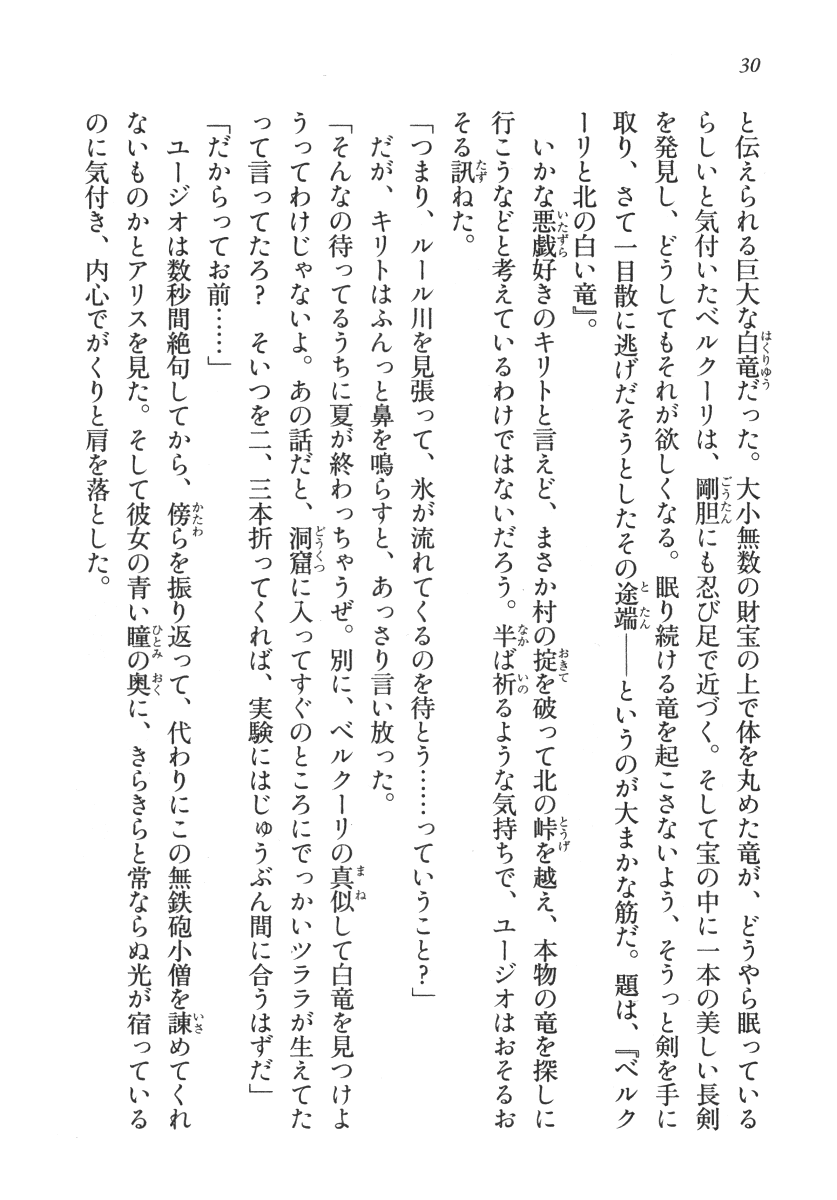 30
と伝えられる巨大な白竜だった。大小無数の財宝の上で体を丸めた竜が、どうやら眠っている
らしいと気付いたベルクーリは、剛胆にも忍び足で近づく。そして宝の中に一本の美しい長剣
を発見し、どうしてもそれが欲しくなる。眠り続ける竜を起こさないよう、そうっと剣を手に
取り、さて一目散に逃げだそうとしたその途端――というのが大まかな筋だ。題は、『ベルク
ーリと北の白い竜』。
いかな悪戯好きのキリトと言えど、まさか村の掟を破って北の峠を越え、本物の竜を探しに
行こうなどと考えているわけではないだろう。半ば祈るような気持ちで、ユージオはおそるお
そる訊ねた。
「つまり、ルール川を見張って、氷が流れてくるのを待とう……っていうこと?」
だが、キリトはふんっと鼻を鳴らすと、あっさり言い放った。
「そんなの待ってるうちに夏が終わっちゃうぜ。別に、ベルクーリの真似して白竜を見つけよ
うってわけじゃないよ。あの話だと、洞窟に入ってすぐのところにでっかいツララが生えてた
って言ってたろ? そいつを二、三本折ってくれば、実験にはじゅうぶん間に合うはずだ」
「だからってお前……」
ユージオは数秒間絶句してから、傍らを振り返って、代わりにこの無鉄砲小僧を諫めてくれ
ないものかとアリスを見た。そして彼女の青い瞳の奥に、きらきらと常ならぬ光が宿っている
のに気付き、内心でがくりと肩を落とした。